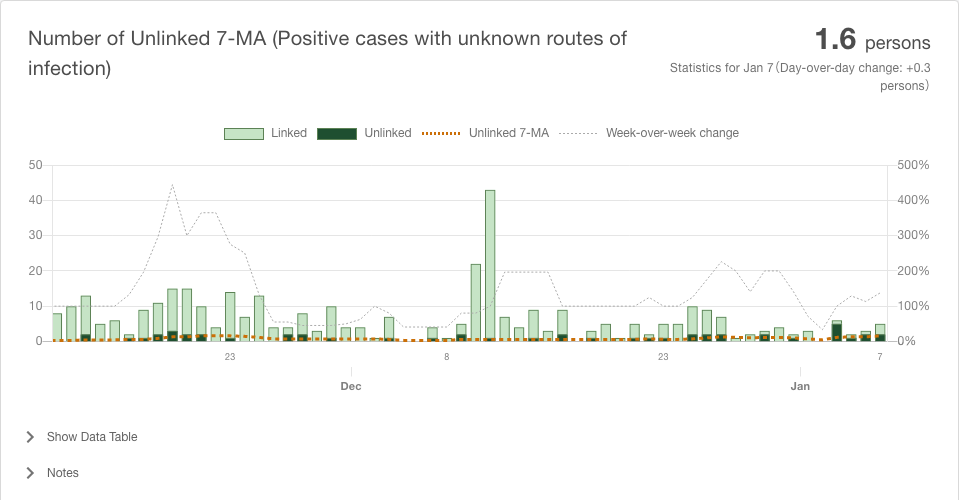 Number of Unlinked 7-MA (Positive cases with unknown routes of
infection)
1.6 persons
Statistics for Jan 7(Day-over-day change: +0.3
persons)
Linked Unlinked Unlinked 7-MA Week-over-week change
50 500%
40 400%
30 300%
20 200%
10 100%
0 0%
23 8 23 7
Dec Jan
Show Data Table
Notes